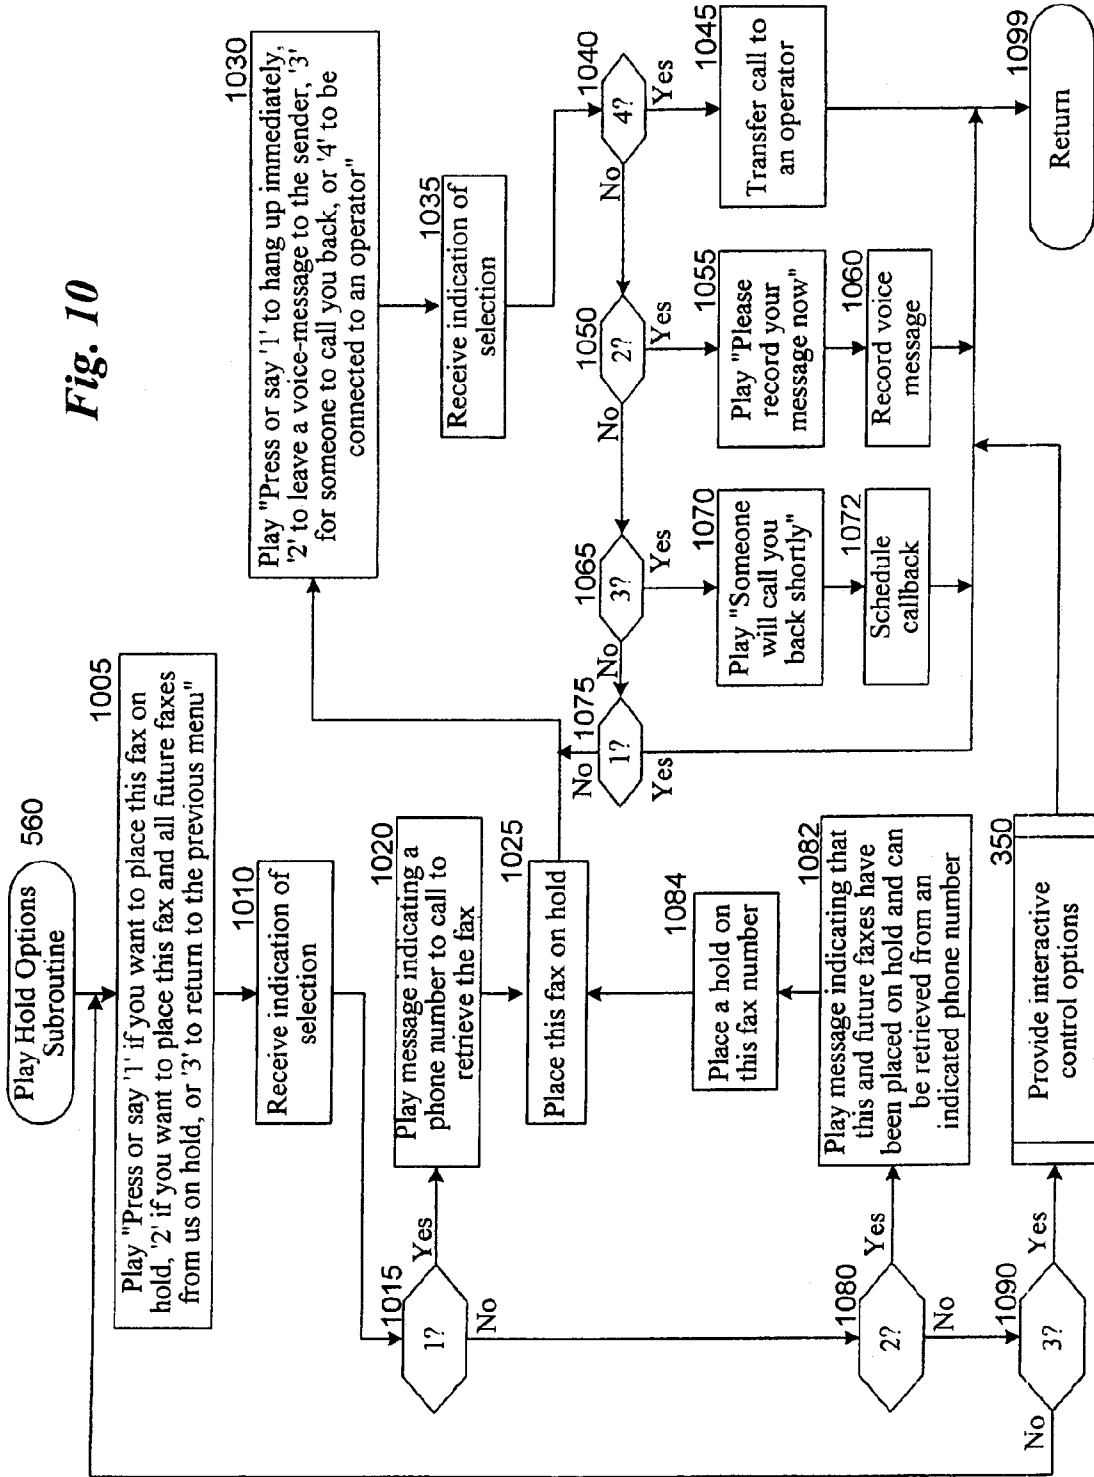 Fig. 10
Play Hold Options
Subroutine
560
1005
Play "Press or say '1' if you want to place this fax on
hold, '2' if you want to place this fax and all future faxes
from us on hold, or '3' to return to the previous menu"
1010
Receive indication of
selection
1015
1?
Yes
No
1020
Play message indicating a
phone number to call to
retrieve the fax
1025
Place this fax on hold
1084
Place a hold on
this fax number
1080
2?
Yes
No
1082
Play message indicating that
this and future faxes have
been placed on hold and can
be retrieved from an
indicated phone number
1090
3?
Yes
No
350
Provide interactive
control options
1030
Play "Press or say '1' to hang up immediately,
'2' to leave a voice-message to the sender, '3'
for someone to call you back, or '4' to be
connected to an operator"
1035
Receive indication of
selection
1040
4?
Yes
No
1045
Transfer call to
an operator
1050
2?
Yes
No
1055
Play "Please
record your
message now"
1060
Record voice
message
1065
3?
Yes
No
1070
Play "Someone
will call you
back shortly"
1072
Schedule
callback
1075
1?
No
Yes
1099
Return